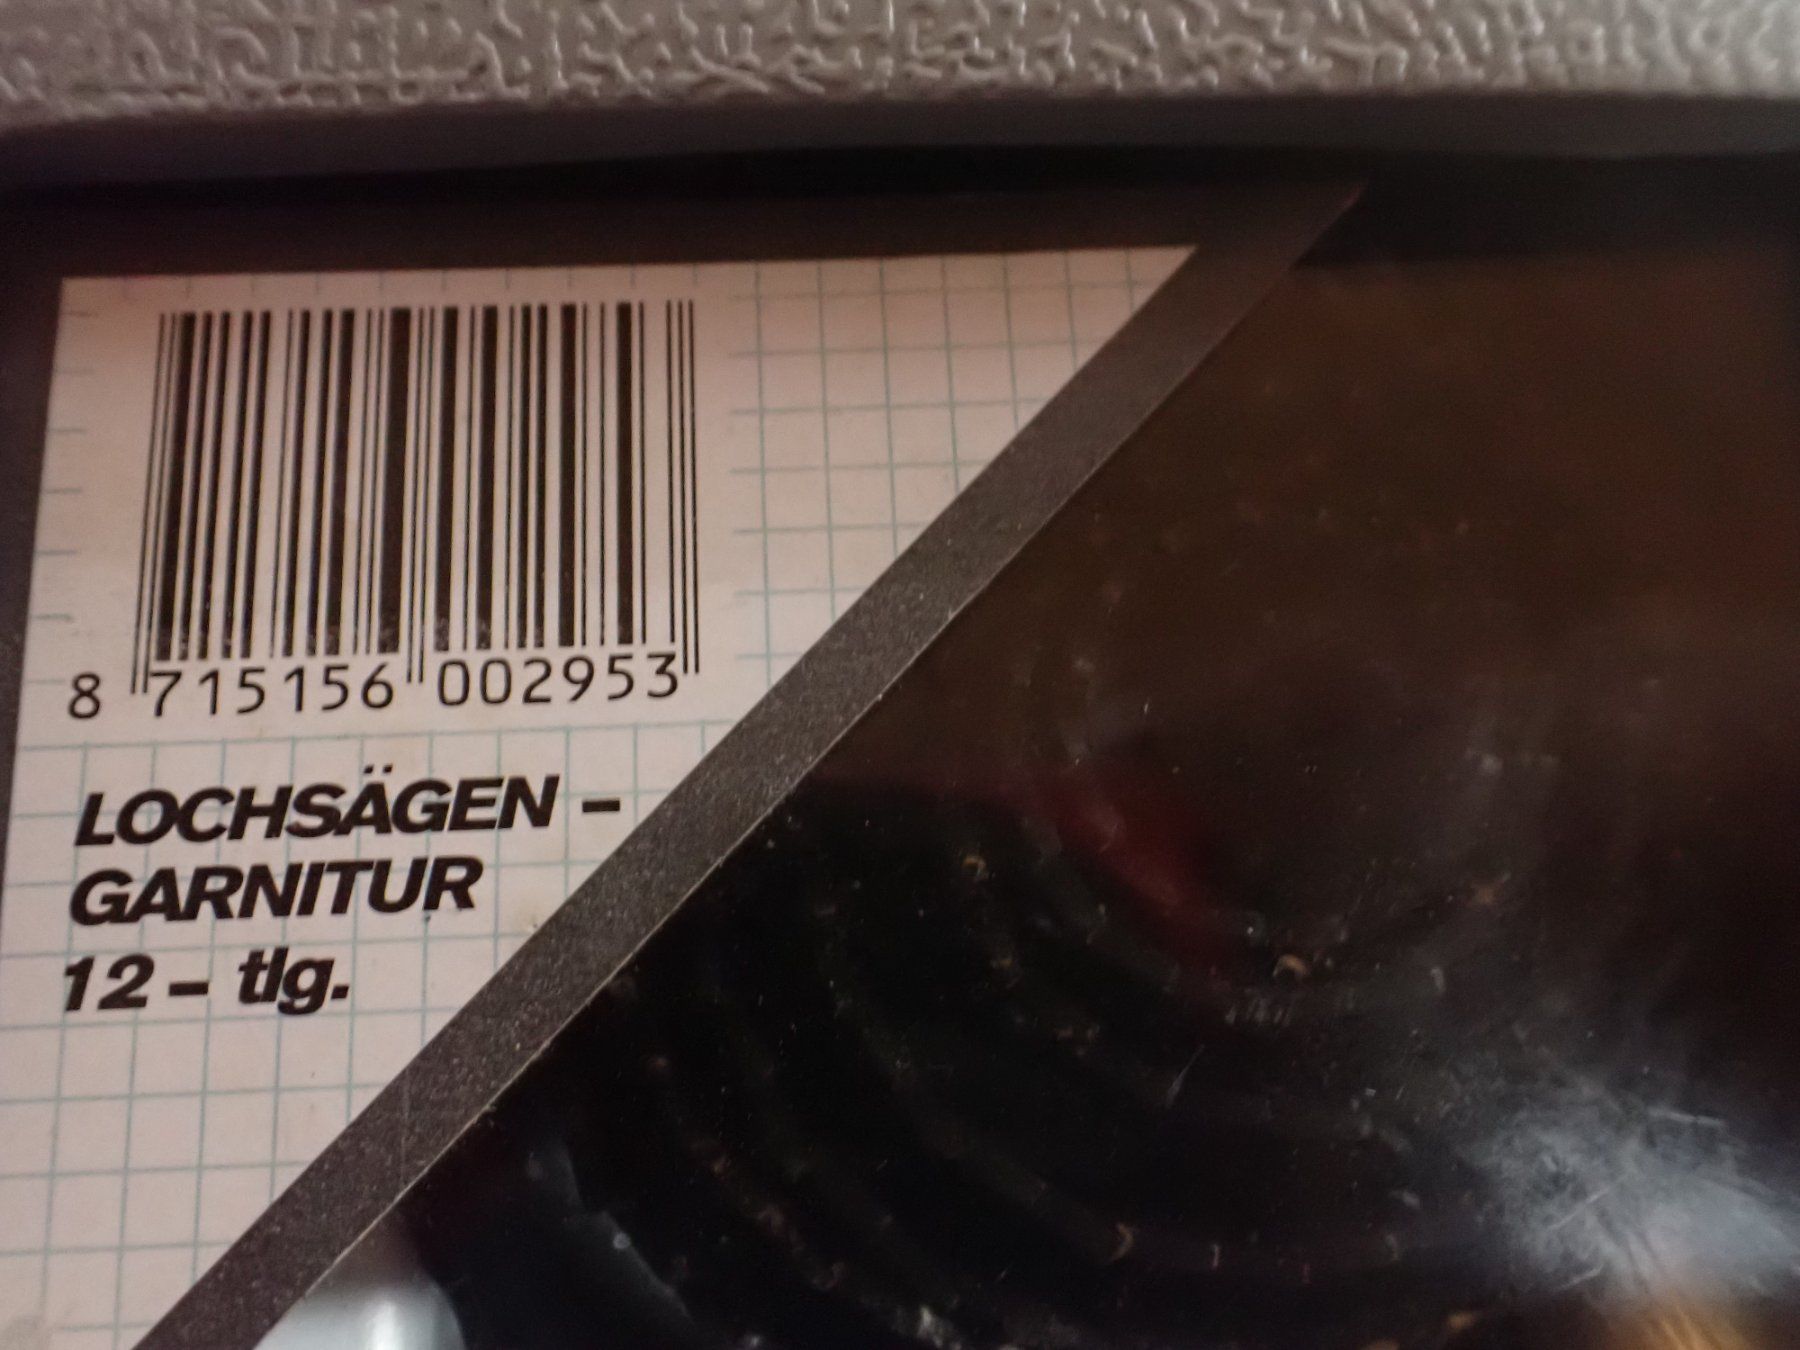 8 715156 002953
LOCHSÄGEN –
GARNITUR
12 – tlg.